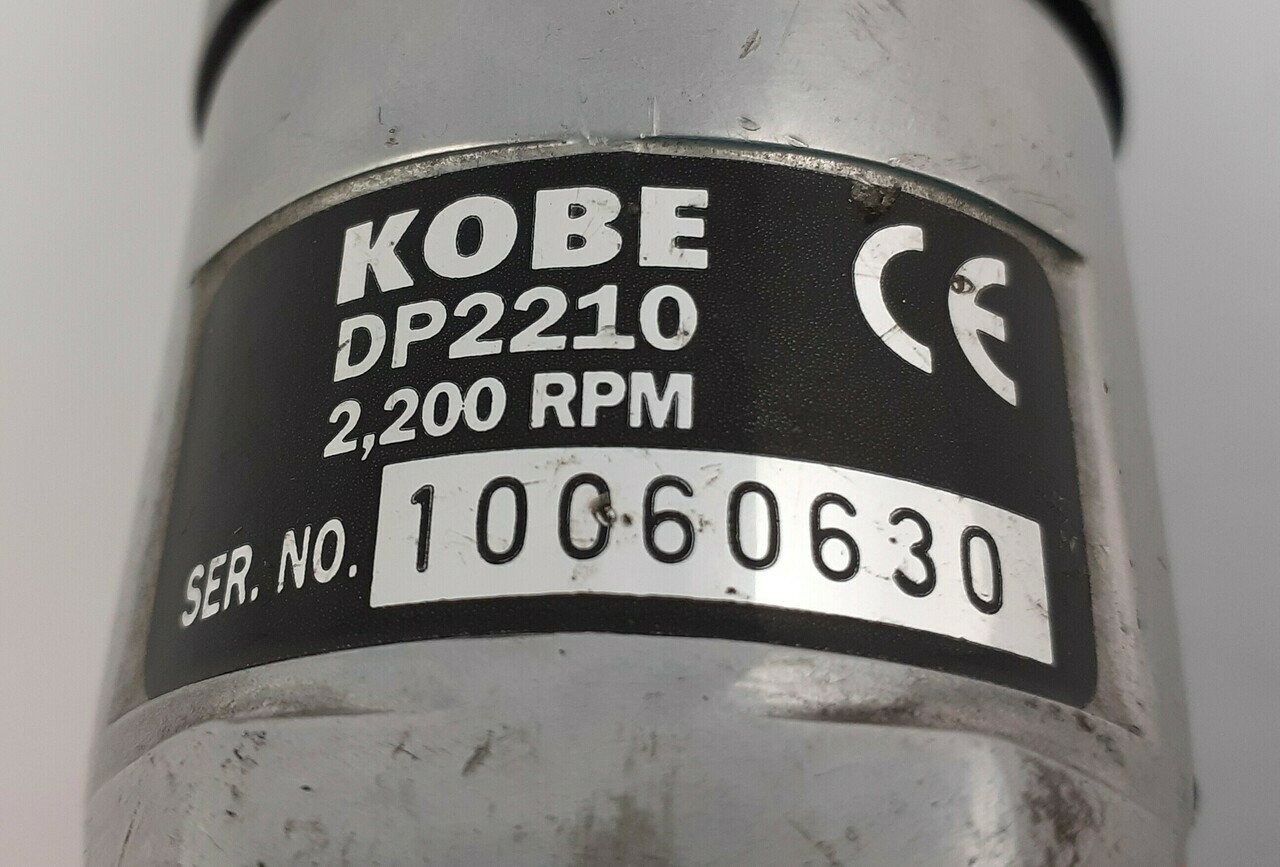 KOBE
DP2210
2,200 RPM
CE
SER. NO. 10060630